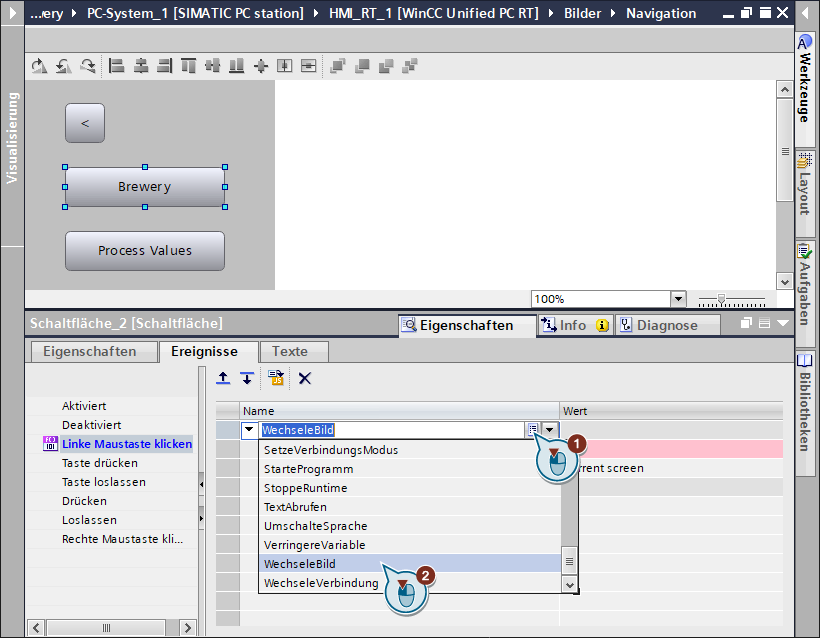 ...ery ▸ PC-System_1 [SIMATIC PC station] ▸ HMI_RT_1 [WinCC Unified PC RT] ▸ Bilder ▸ Navigation
Visualisierung
<
Brewery
Process Values
100%
Werkzeuge
Layout
Aufgaben
Bibliotheken
Schaltfläche_2 [Schaltfläche]
Eigenschaften
Info
Diagnose
Eigenschaften
Ereignisse
Texte
Aktiviert
Deaktiviert
Linke Maustaste klicken
Taste drücken
Taste loslassen
Drücken
Loslassen
Rechte Maustaste kli...
Name
Wert
WechseleBild
SetzeVerbindungsModus
StarteProgramm
StoppeRuntime
TextAbrufen
UmschalteSprache
VerringereVariable
WechseleBild
WechseleVerbindung
screen
1
2